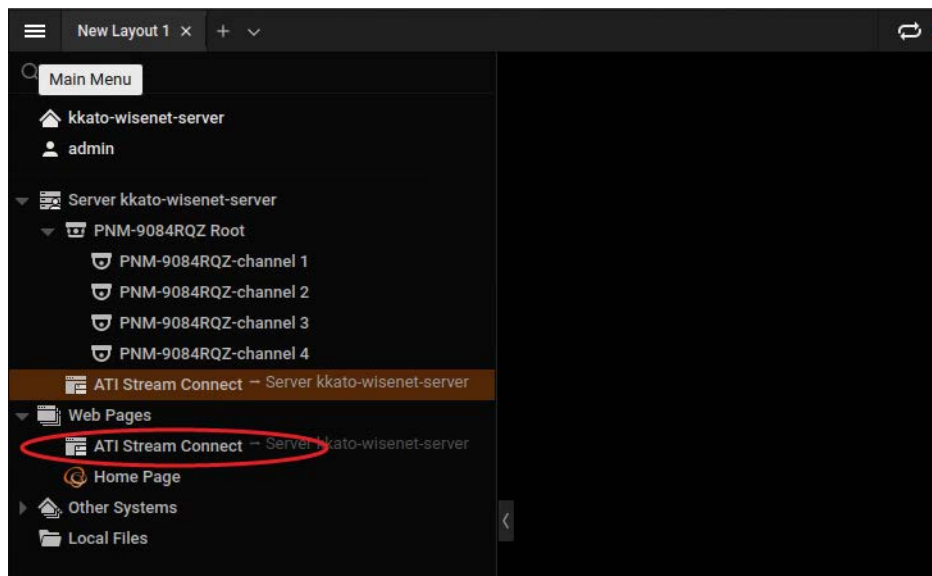 New Layout 1
Main Menu
kkato-wisenet-server
admin
Server kkato-wisenet-server
PNM-9084RQZ Root
PNM-9084RQZ-channel 1
PNM-9084RQZ-channel 2
PNM-9084RQZ-channel 3
PNM-9084RQZ-channel 4
ATI Stream Connect – Server kkato-wisenet-server
Web Pages
ATI Stream Connect – Server kkato-wisenet-server
Home Page
Other Systems
Local Files